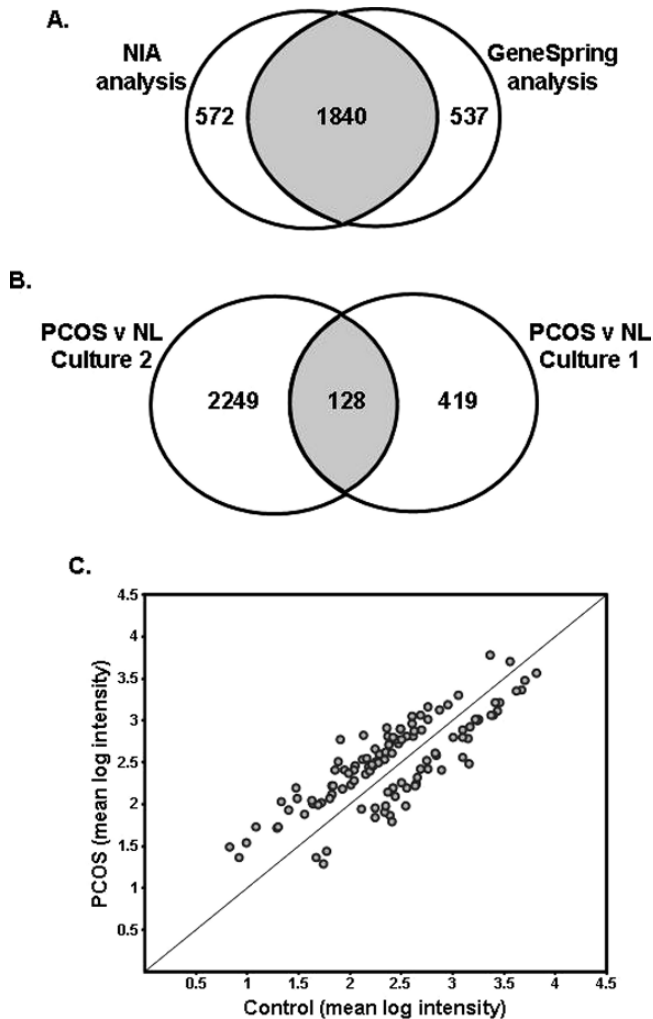 A.
NIA
analysis
GeneSpring
analysis
572
1840
537
B.
PCOS v NL
Culture 2
PCOS v NL
Culture 1
2249
128
419
C.
4.5
4
3.5
3
2.5
2
1.5
1
0.5
PCOS (mean log intensity)
0.5
1
1.5
2
2.5
3
3.5
4
4.5
Control (mean log intensity)